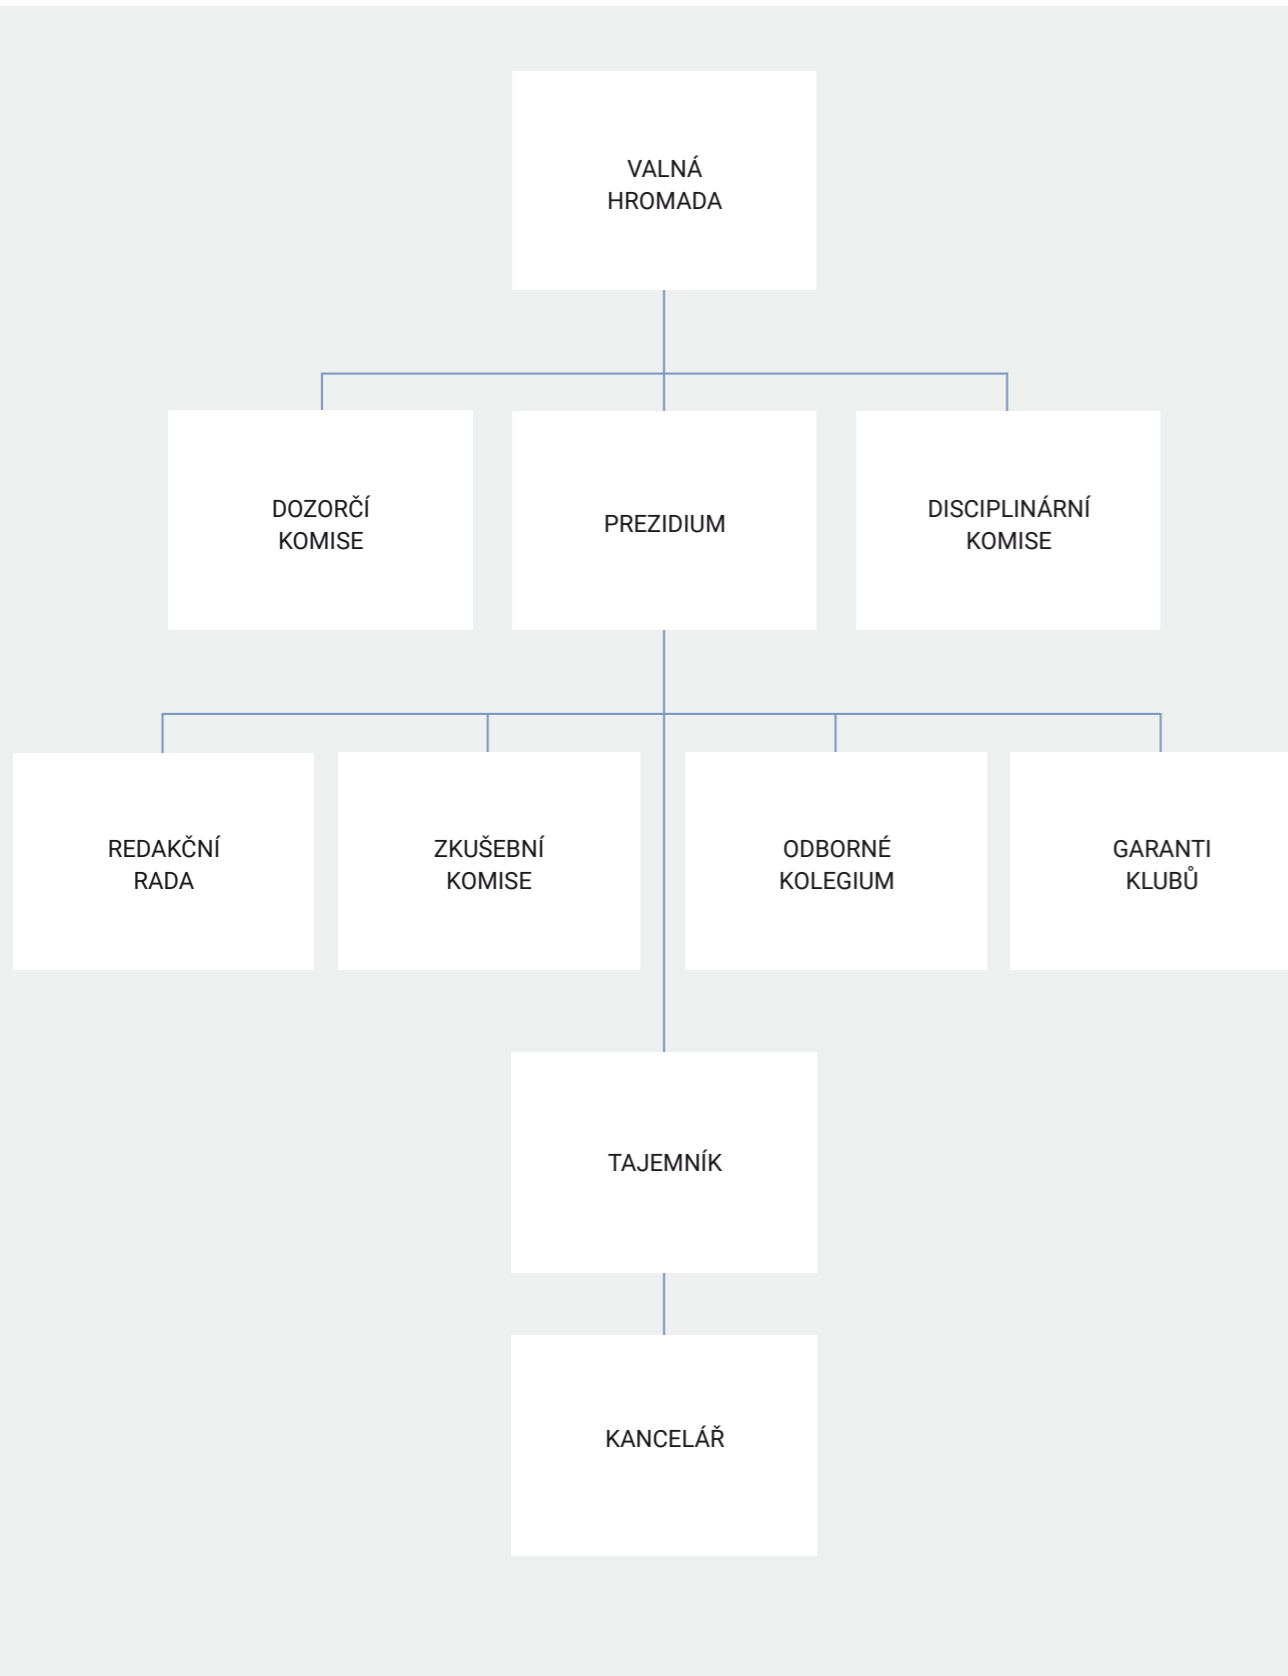 VALNÁ
HROMADA
DOZORČÍ
KOMISE
PREZIDIUM
DISCIPLINÁRNÍ
KOMISE
REDAKČNÍ
RADA
ZKUŠEBNÍ
KOMISE
ODBORNÉ
KOLEGIUM
GARANTI
KLUBŮ
TAJEMNÍK
KANCELÁŘ